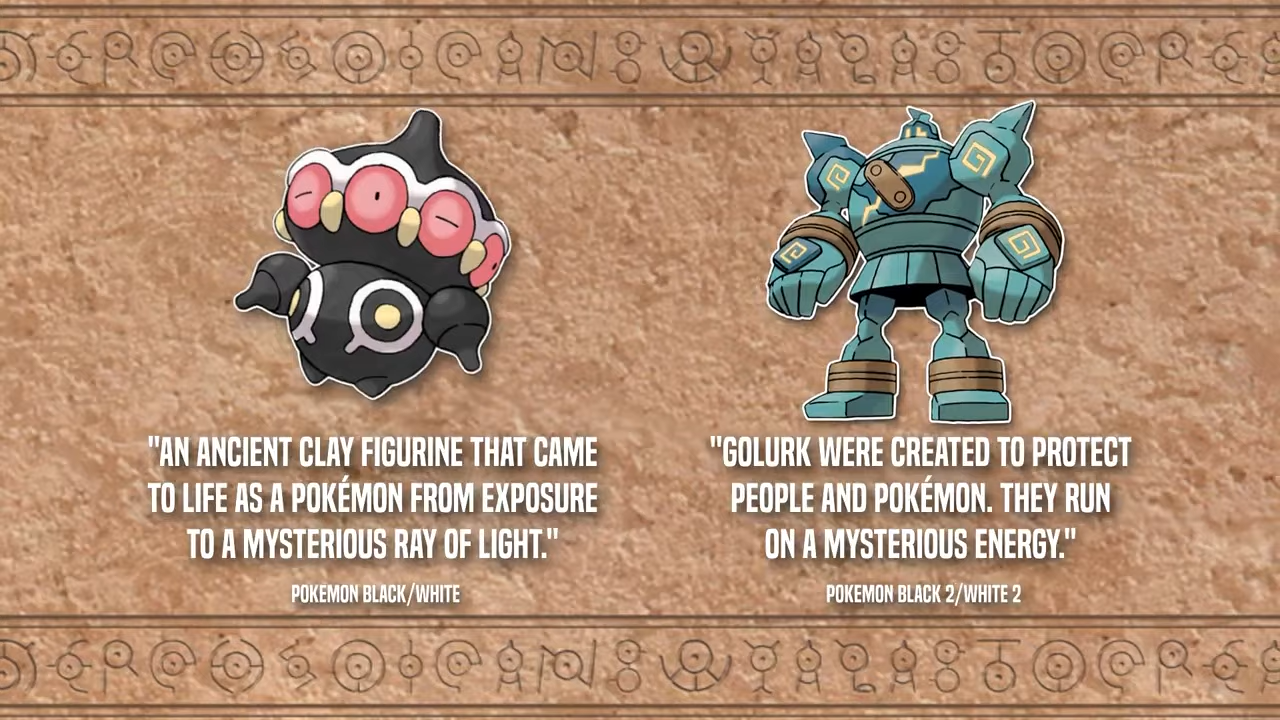 "AN ANCIENT CLAY FIGURINE THAT CAME
TO LIFE AS A POKÉMON FROM EXPOSURE
TO A MYSTERIOUS RAY OF LIGHT."
POKÉMON BLACK/WHITE
"GOLURK WERE CREATED TO PROTECT
PEOPLE AND POKÉMON. THEY RUN
ON A MYSTERIOUS ENERGY."
POKEMON BLACK 2/WHITE 2